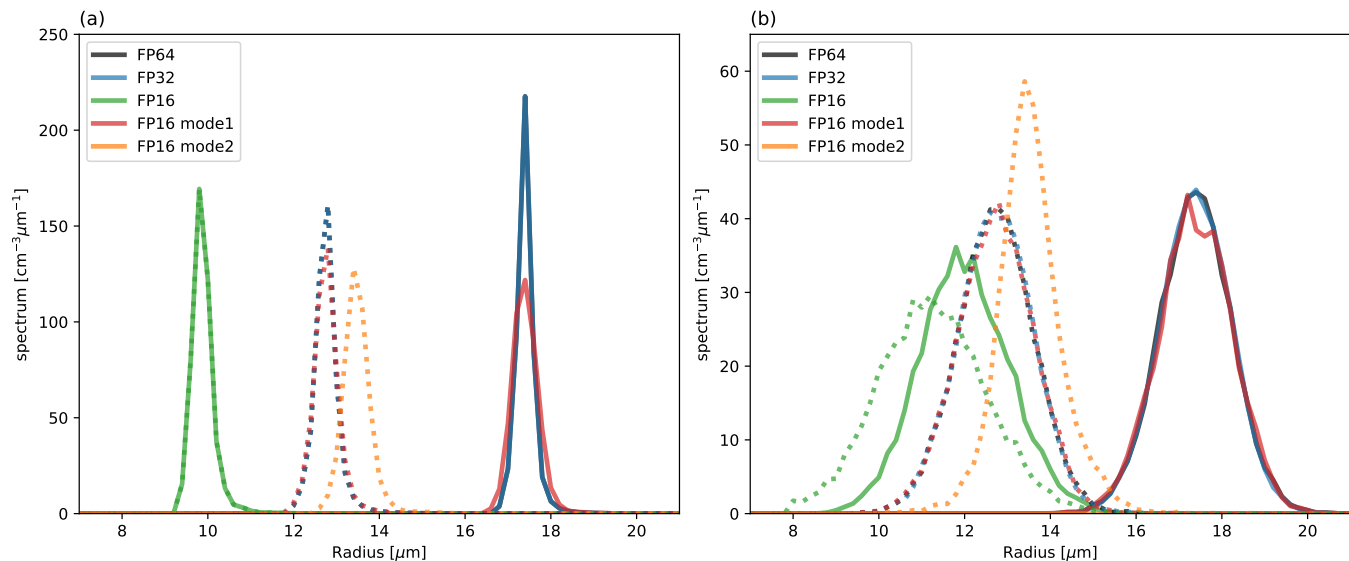 (a)
250
200
150
100
50
0
spectrum [cm⁻³μm⁻¹]
FP64
FP32
FP16
FP16 mode1
FP16 mode2
8 10 12 14 16 18 20
Radius [μm]
(b)
60
50
40
30
20
10
0
spectrum [cm⁻³μm⁻¹]
FP64
FP32
FP16
FP16 mode1
FP16 mode2
8 10 12 14 16 18 20
Radius [μm]